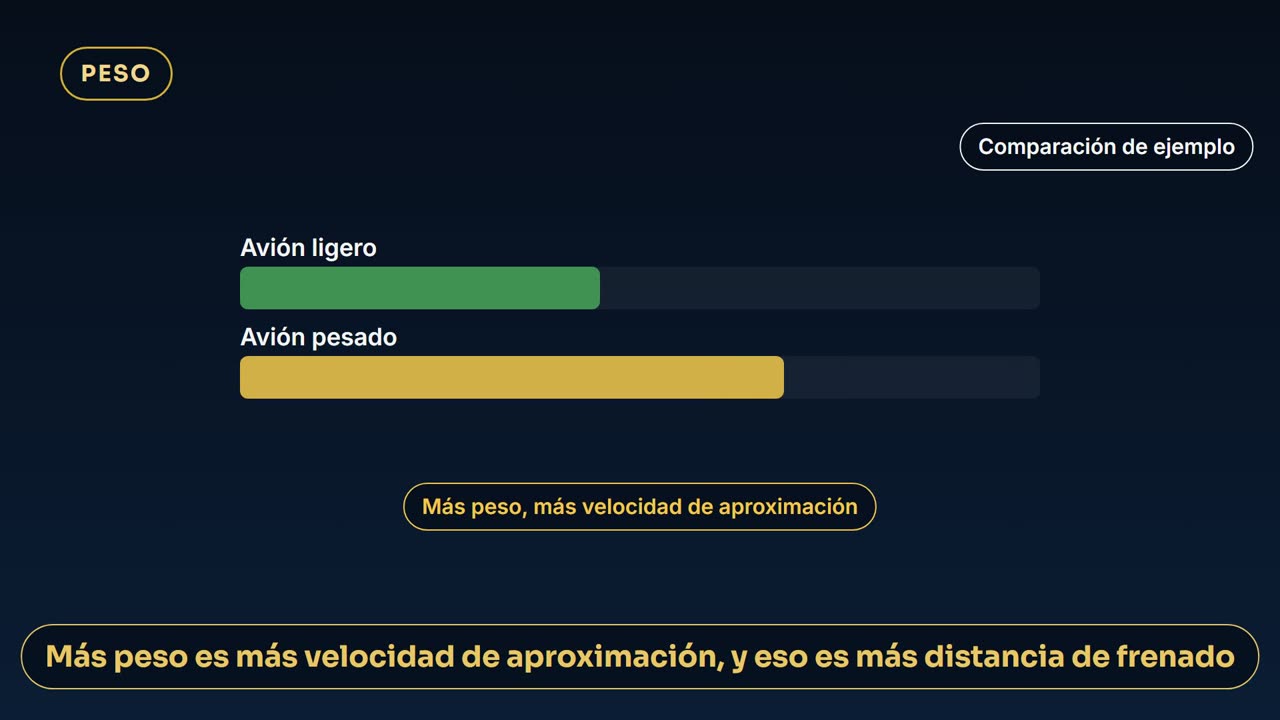 PESO
Comparación de ejemplo
Avión ligero
Avión pesado
Más peso, más velocidad de aproximación
Más peso es más velocidad de aproximación, y eso es más distancia de frenado